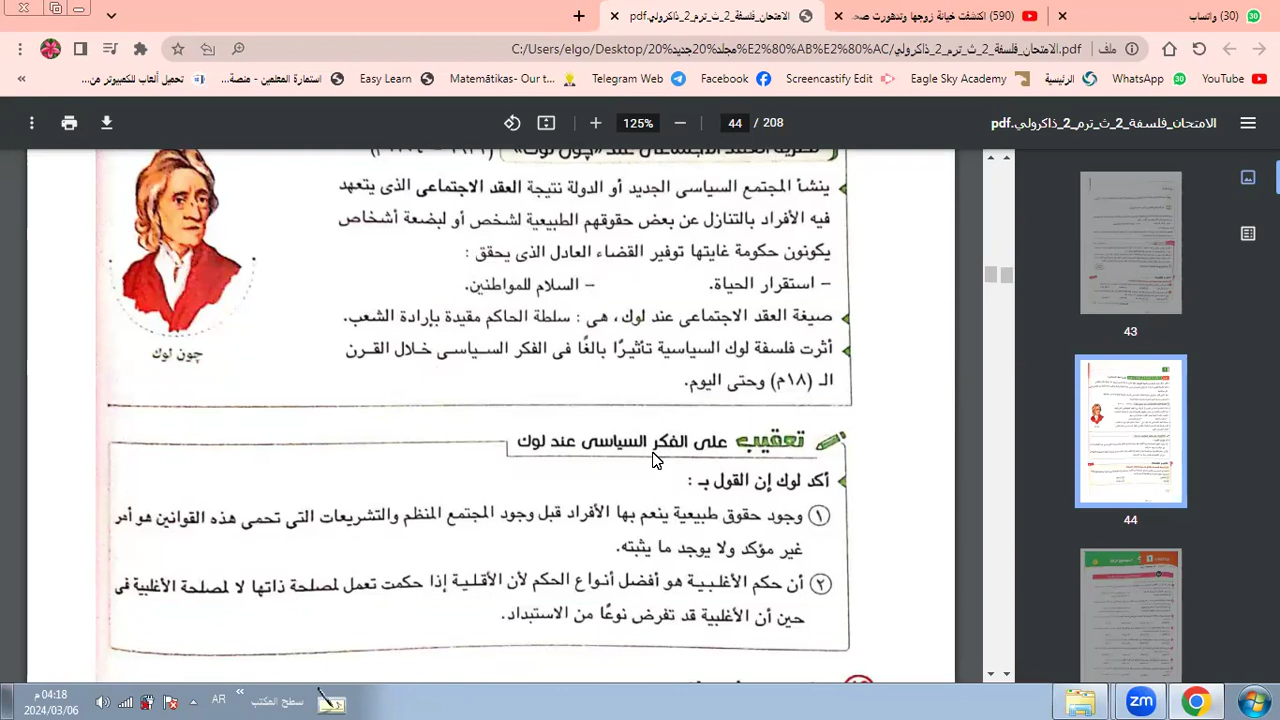 (30) واتساب
(590) اكتشفت خيانة زوجها وتدهورت صح
الامتحان_فلسفة_2_ث_ترم_2_ذاكرولي.pdf
ملف
C:/Users/elgo/Desktop/مجلد%20جديد%20%E2%80%AB%E2%80%AC/الامتحان_فلسفة_2_ث_ترم_2_ذاكرولي.pdf
YouTube
WhatsApp
الرئيسية
Eagle Sky Academy
Screencastify Edit
Facebook
Telegram Web
Matemātikas- Our t...
Easy Learn
استمارة المعلمين - منصة...
تحميل ألعاب للكمبيوتر من...
الامتحان_فلسفة_2_ث_ترم_2_ذاكرولي.pdf
44 / 208
125%
ينشأ المجتمع السياسى الجديد أو الدولة نتيجة العقد الاجتماعى الذى يتعهد
فيه الأفراد بالتنازل عن بعض حقوقهم الطبيعية لشخص أو لبضعة أشخاص
يكونون حكومة غايتها توفير القضاء العادل الذى يحقق :
– استقرار الحياة. – السلام للمواطنين.
صيغة العقد الاجتماعى عند لوك، هى : سلطة الحاكم مقيدة بإرادة الشعب.
أثرت فلسفة لوك السياسية تأثيرًا بالغًا فى الفكر السياسى خلال القرن
الـ (١٨م) وحتى اليوم.
چون لوك
تعقيب على الفكر السياسى عند لوك
أكد لوك إن القول بـ :
١ وجود حقوق طبيعية ينعم بها الأفراد قبل وجود المجتمع المنظم والتشريعات التى تحمى هذه القوانين هو أمر
غير مؤكد ولا يوجد ما يثبته.
٢ أن حكم الأغلبية هو أفضل أنواع الحكم لأن الأقلية إذا حكمت تعمل لمصلحة ذاتها لا لمصلحة الأغلبية فى
حين أن الأغلبية قد تفرض نوعًا من الاستبداد.
43
44
04:18 م
2024/03/06
AR
سطح المكتب
zm